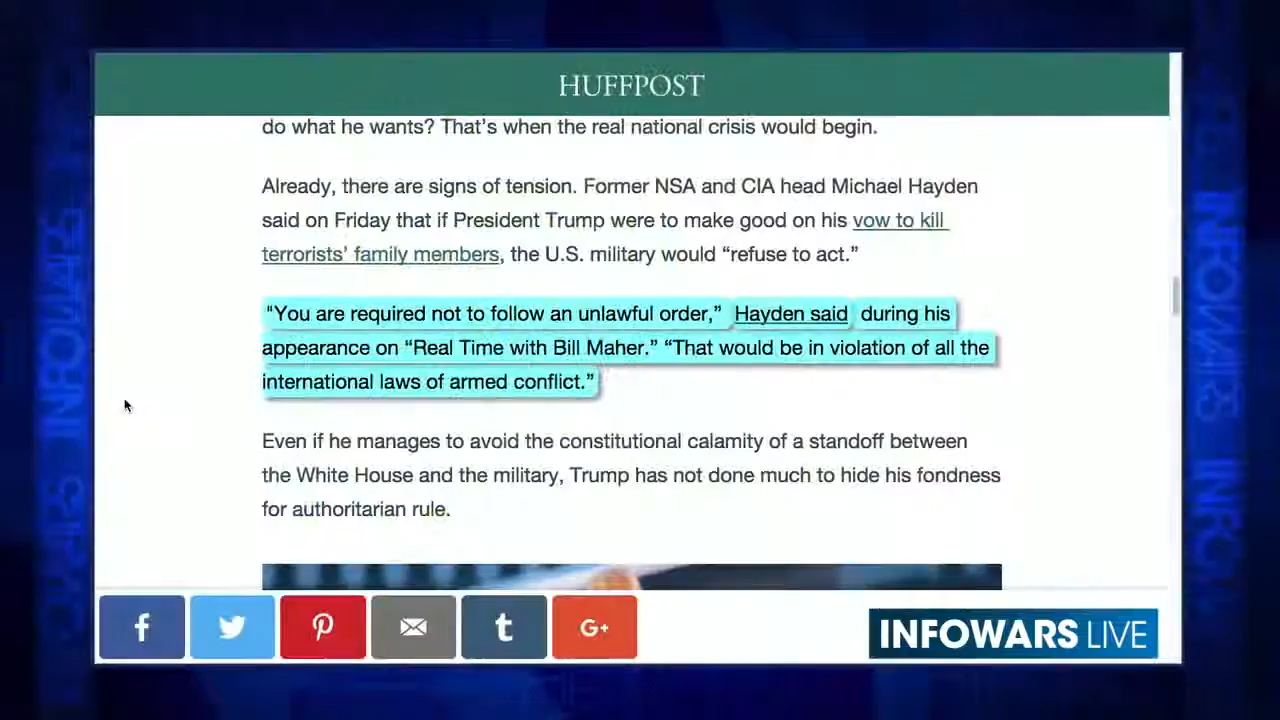 HUFFPOST
do what he wants? That’s when the real national crisis would begin.
Already, there are signs of tension. Former NSA and CIA head Michael Hayden
said on Friday that if President Trump were to make good on his vow to kill
terrorists’ family members, the U.S. military would “refuse to act.”
“You are required not to follow an unlawful order,” Hayden said during his
appearance on “Real Time with Bill Maher.” “That would be in violation of all the
international laws of armed conflict.”
Even if he manages to avoid the constitutional calamity of a standoff between
the White House and the military, Trump has not done much to hide his fondness
for authoritarian rule.
f
t
G+
INFOWARS LIVE